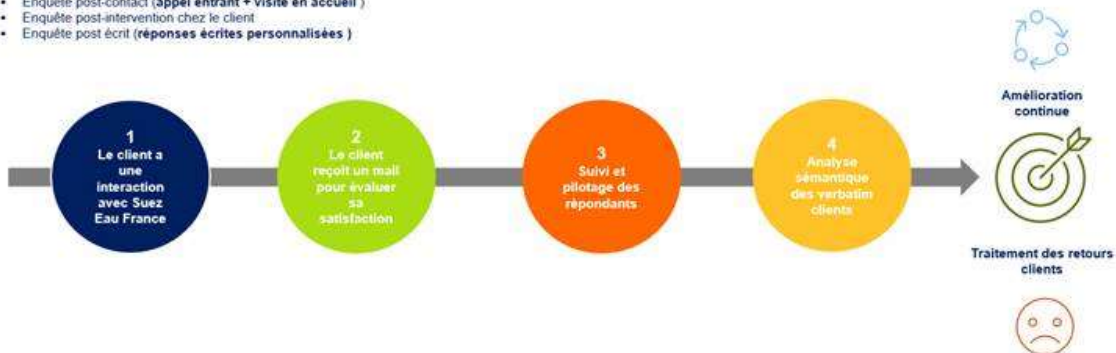 • Enquête post-contact (appel entrant + visite en accueil )
• Enquête post-intervention chez le client
• Enquête post écrit (réponses écrites personnalisées )
1
Le client a
une
interaction
avec Suez
Eau France
2
Le client
reçoit un mail
pour évaluer
sa
satisfaction
3
Suivi et
pilotage des
répondants
4
Analyse
sémantique
des verbatim
clients
Amélioration
continue
Traitement des retours
clients